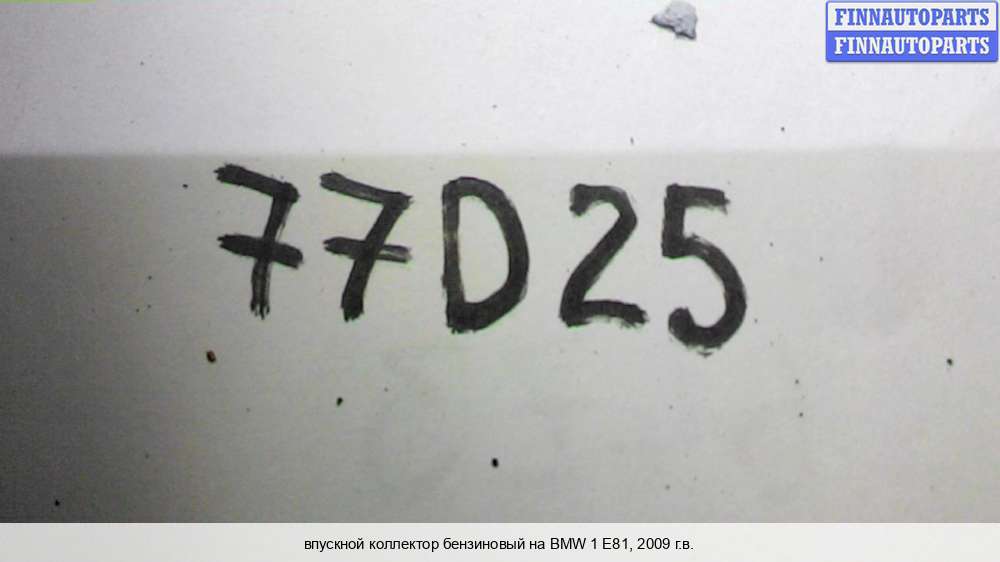 FINNAUTOPARTS
FINNAUTOPARTS
77D25
впускной коллектор бензиновый на BMW 1 E81, 2009 г.в.